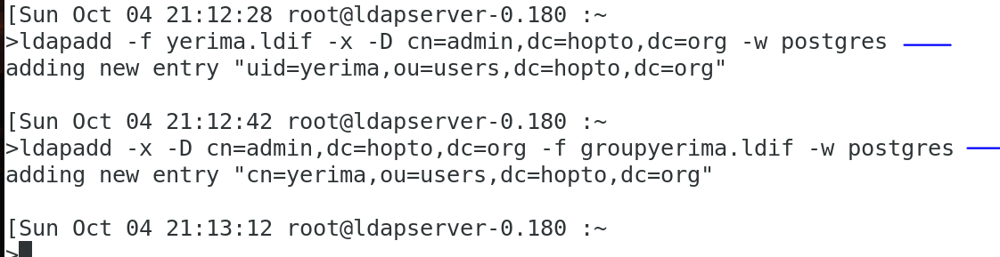 [Sun Oct 04 21:12:28 root@ldapserver-0.180 :~
>ldapadd -f yerima.ldif -x -D cn=admin,dc=hopto,dc=org -w postgres
adding new entry "uid=yerima,ou=users,dc=hopto,dc=org"
[Sun Oct 04 21:12:42 root@ldapserver-0.180 :~
>ldapadd -x -D cn=admin,dc=hopto,dc=org -f groupyerima.ldif -w postgres
adding new entry "cn=yerima,ou=users,dc=hopto,dc=org"
[Sun Oct 04 21:13:12 root@ldapserver-0.180 :~
>